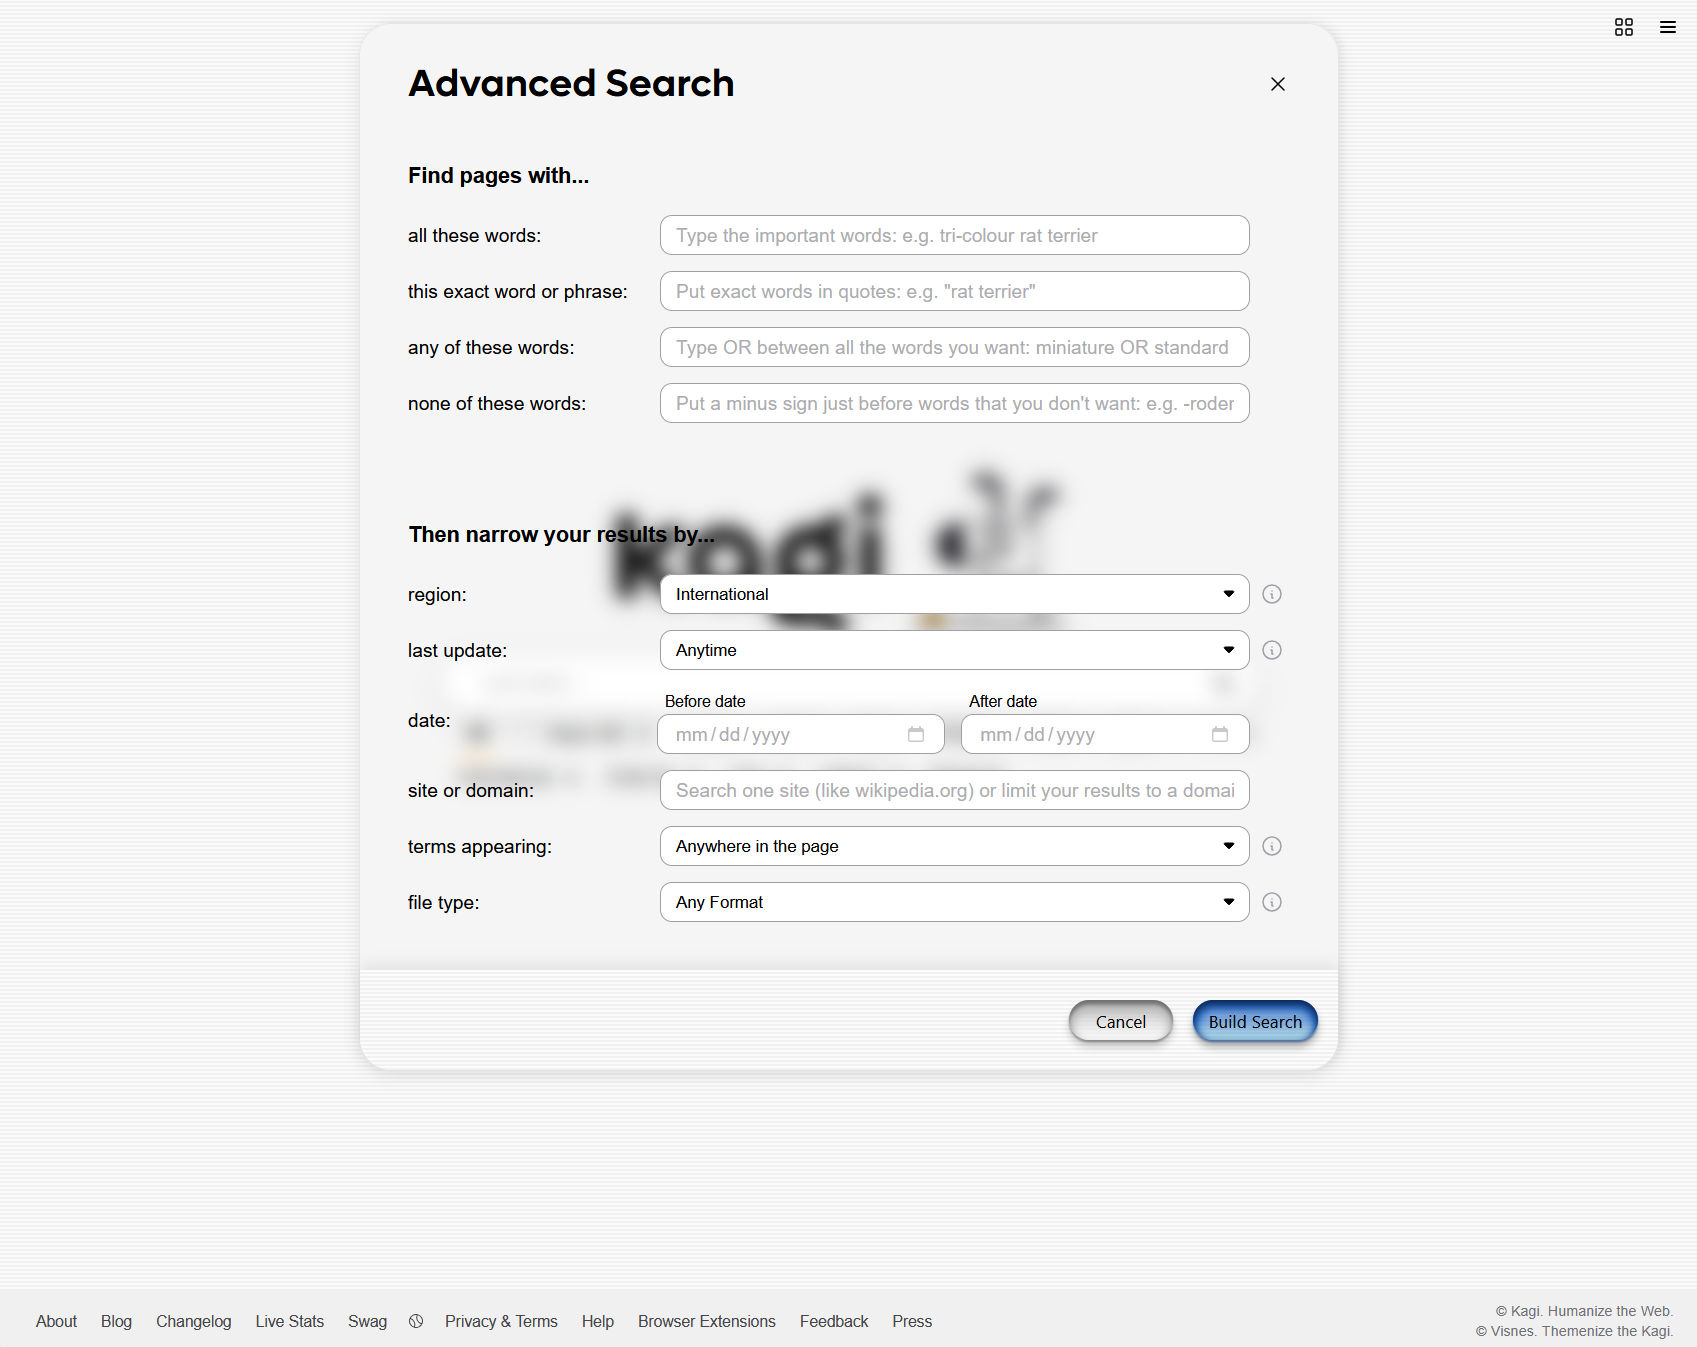 Advanced Search
Find pages with...
all these words:
Type the important words: e.g. tri-colour rat terrier
this exact word or phrase:
Put exact words in quotes: e.g. "rat terrier"
any of these words:
Type OR between all the words you want: miniature OR standard
none of these words:
Put a minus sign just before words that you don't want: e.g. -roder
kagi
Then narrow your results by...
region:
International
last update:
Anytime
Before date
After date
date:
mm/dd/yyyy
mm/dd/yyyy
site or domain:
Search one site (like wikipedia.org) or limit your results to a domai
terms appearing:
Anywhere in the page
file type:
Any Format
Cancel
Build Search
About
Blog
Changelog
Live Stats
Swag
Privacy & Terms
Help
Browser Extensions
Feedback
Press
© Kagi. Humanize the Web.
© Visnes. Themenize the Kagi.